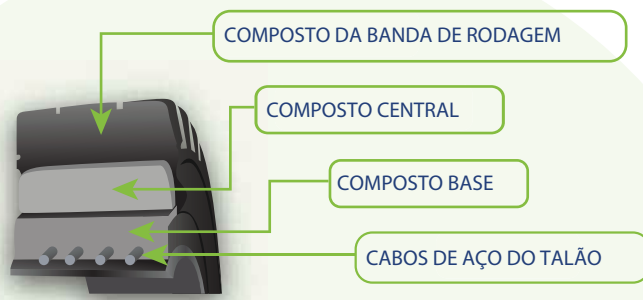 COMPOSTO DA BANDA DE RODAGEM
COMPOSTO CENTRAL
COMPOSTO BASE
CABOS DE AÇO DO TALÃO